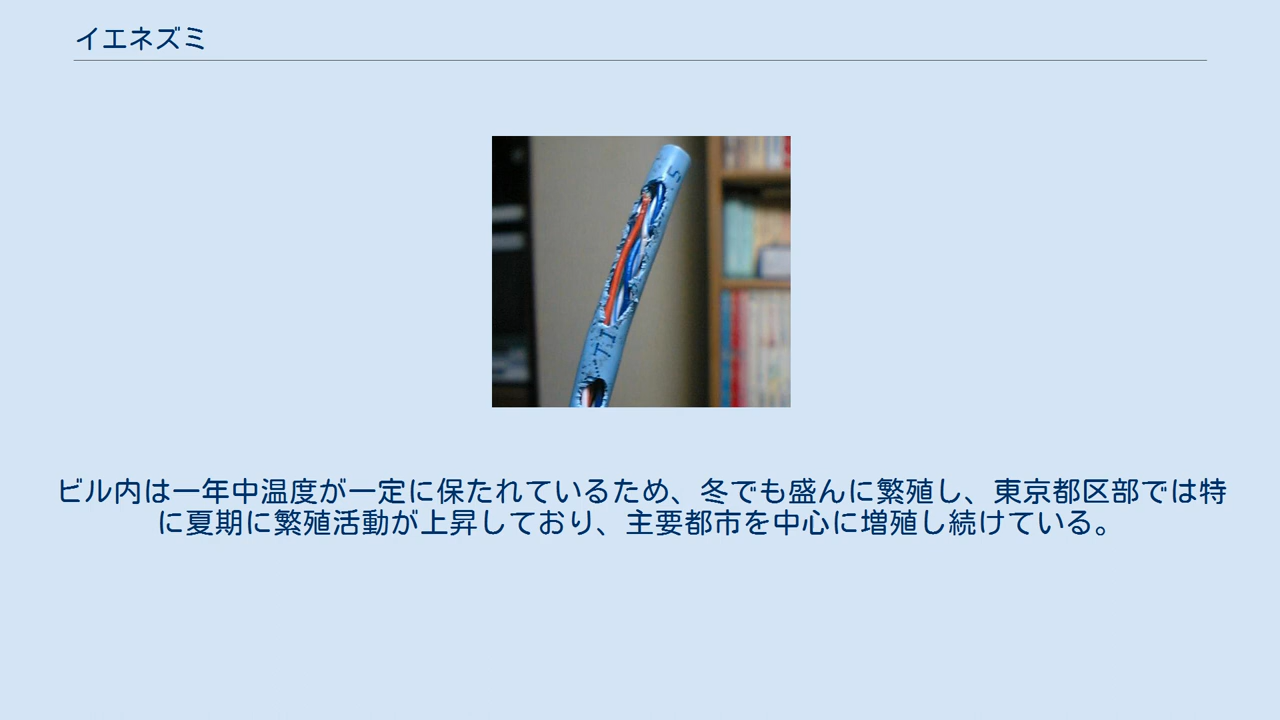 イエネズミ
ビル内は一年中温度が一定に保たれているため、冬でも盛んに繁殖し、東京都区部では特
に夏期に繁殖活動が上昇しており、主要都市を中心に増殖し続けている。